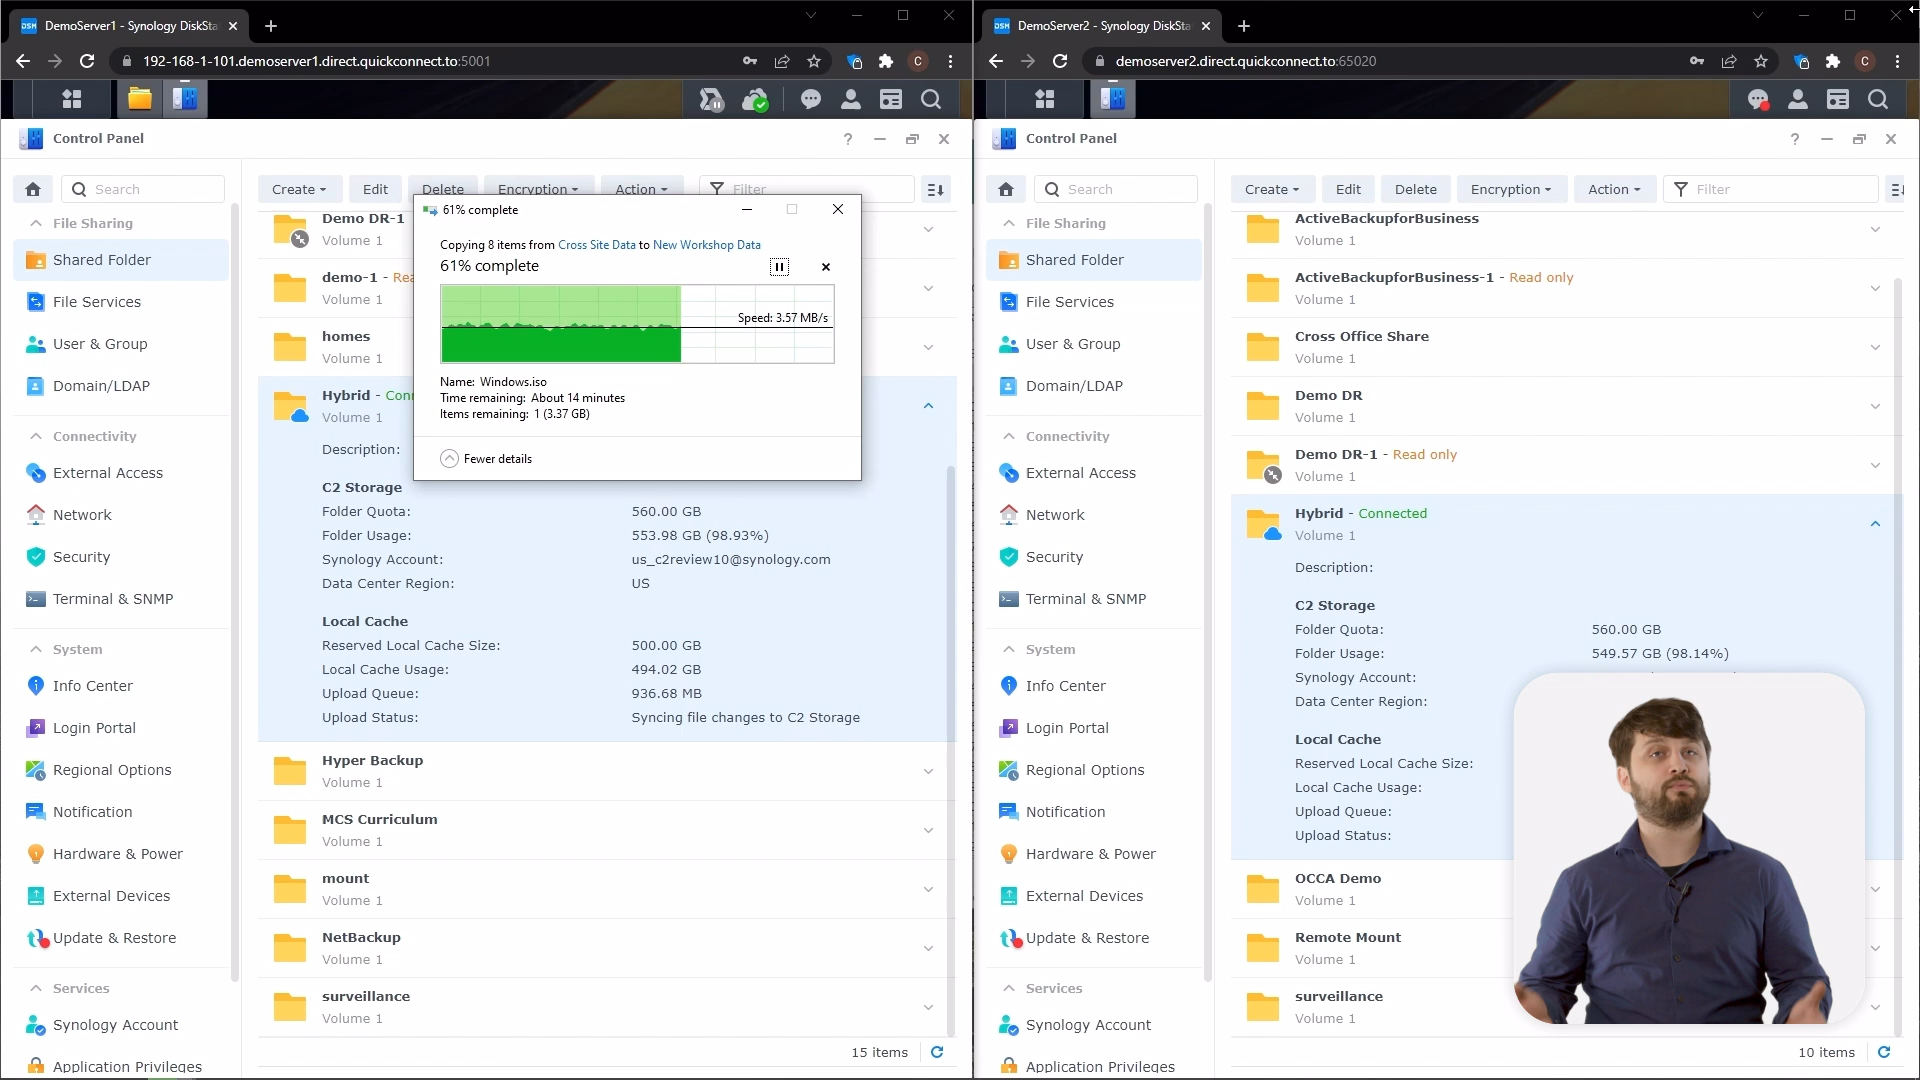 DemoServer1 - Synology DiskSta
192-168-1-101.demoserver1.direct.quickconnect.to:5001
C
Control Panel
Search
File Sharing
Shared Folder
File Services
User & Group
Domain/LDAP
Connectivity
External Access
Network
Security
Terminal & SNMP
System
Info Center
Login Portal
Regional Options
Notification
Hardware & Power
External Devices
Update & Restore
Services
Synology Account
Application Privileges
Create
Edit
Delete
Encryption
Action
Filter
Demo DR-1
Volume 1
demo-1 - Rea
Volume 1
homes
Volume 1
Hybrid - Conn
Volume 1
Description:
C2 Storage
Folder Quota: 560.00 GB
Folder Usage: 553.98 GB (98.93%)
Synology Account: us_c2review10@synology.com
Data Center Region: US
Local Cache
Reserved Local Cache Size: 500.00 GB
Local Cache Usage: 494.02 GB
Upload Queue: 936.68 MB
Upload Status: Syncing file changes to C2 Storage
Hyper Backup
Volume 1
MCS Curriculum
Volume 1
mount
Volume 1
NetBackup
Volume 1
surveillance
Volume 1
15 items
61% complete
Copying 8 items from Cross Site Data to New Workshop Data
61% complete
Speed: 3.57 MB/s
Name: Windows.iso
Time remaining: About 14 minutes
Items remaining: 1 (3.37 GB)
Fewer details
DemoServer2 - Synology DiskSta
demoserver2.direct.quickconnect.to:65020
C
Control Panel
Search
File Sharing
Shared Folder
File Services
User & Group
Domain/LDAP
Connectivity
External Access
Network
Security
Terminal & SNMP
System
Info Center
Login Portal
Regional Options
Notification
Hardware & Power
External Devices
Update & Restore
Services
Synology Account
Application Privileges
Create
Edit
Delete
Encryption
Action
Filter
ActiveBackupforBusiness
Volume 1
ActiveBackupforBusiness-1 - Read only
Volume 1
Cross Office Share
Volume 1
Demo DR
Volume 1
Demo DR-1 - Read only
Volume 1
Hybrid - Connected
Volume 1
Description:
C2 Storage
Folder Quota: 560.00 GB
Folder Usage: 549.57 GB (98.14%)
Synology Account:
Data Center Region:
Local Cache
Reserved Local Cache Size:
Local Cache Usage:
Upload Queue:
Upload Status:
OCCA Demo
Volume 1
Remote Mount
Volume 1
surveillance
Volume 1
10 items